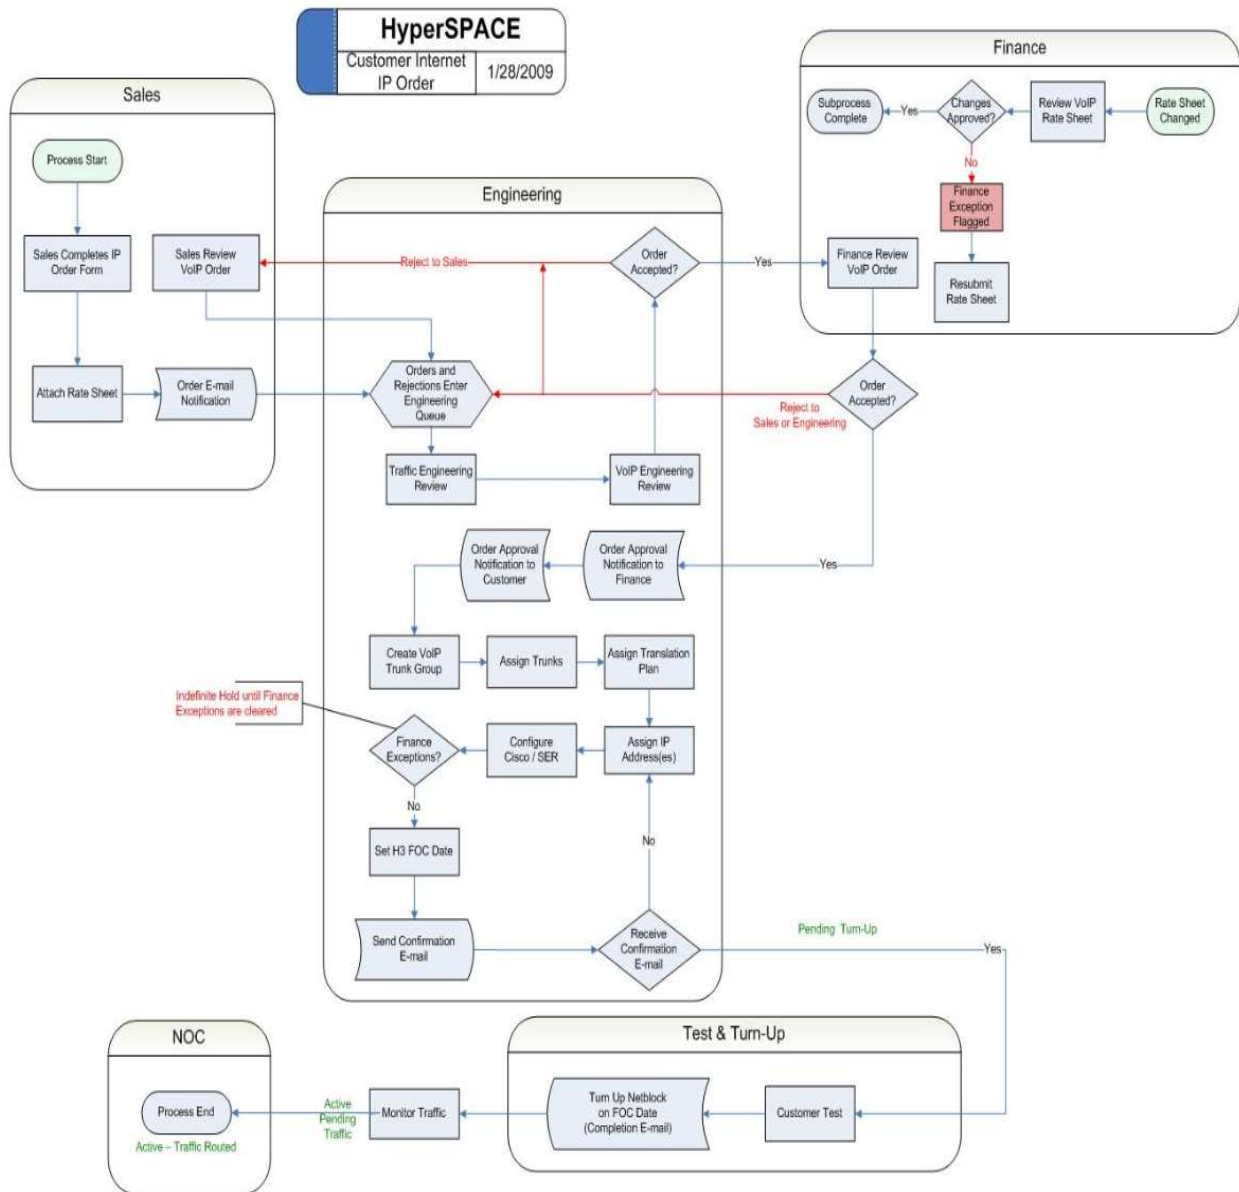 HyperSPACE
Customer Internet
IP Order
1/28/2009
Sales
Process Start
Sales Completes IP
Order Form
Sales Review
VoIP Order
Attach Rate Sheet
Order E-mail
Notification
Engineering
Reject to Sales
Order
Accepted?
Yes
Orders and
Rejections Enter
Engineering
Queue
Traffic Engineering
Review
VoIP Engineering
Review
Finance
Subprocess
Complete
Yes
Changes
Approved?
Review VoIP
Rate Sheet
Rate Sheet
Changed
No
Finance
Exception
Flagged
Finance Review
VoIP Order
Resubmit
Rate Sheet
Order
Accepted?
Reject to
Sales or Engineering
Yes
Order Approval
Notification to
Customer
Order Approval
Notification to
Finance
Create VoIP
Trunk Group
Assign Trunks
Assign Translation
Plan
Indefinite Hold until Finance
Exceptions are cleared
Finance
Exceptions?
Configure
Cisco / SER
Assign IP
Address(es)
No
Set H3 FOC Date
No
Send Confirmation
E-mail
Receive
Confirmation
E-mail
Pending Turn-Up
Yes
NOC
Process End
Active – Traffic Routed
Active
Pending
Traffic
Monitor Traffic
Test & Turn-Up
Turn Up Netblock
on FOC Date
(Completion E-mail)
Customer Test